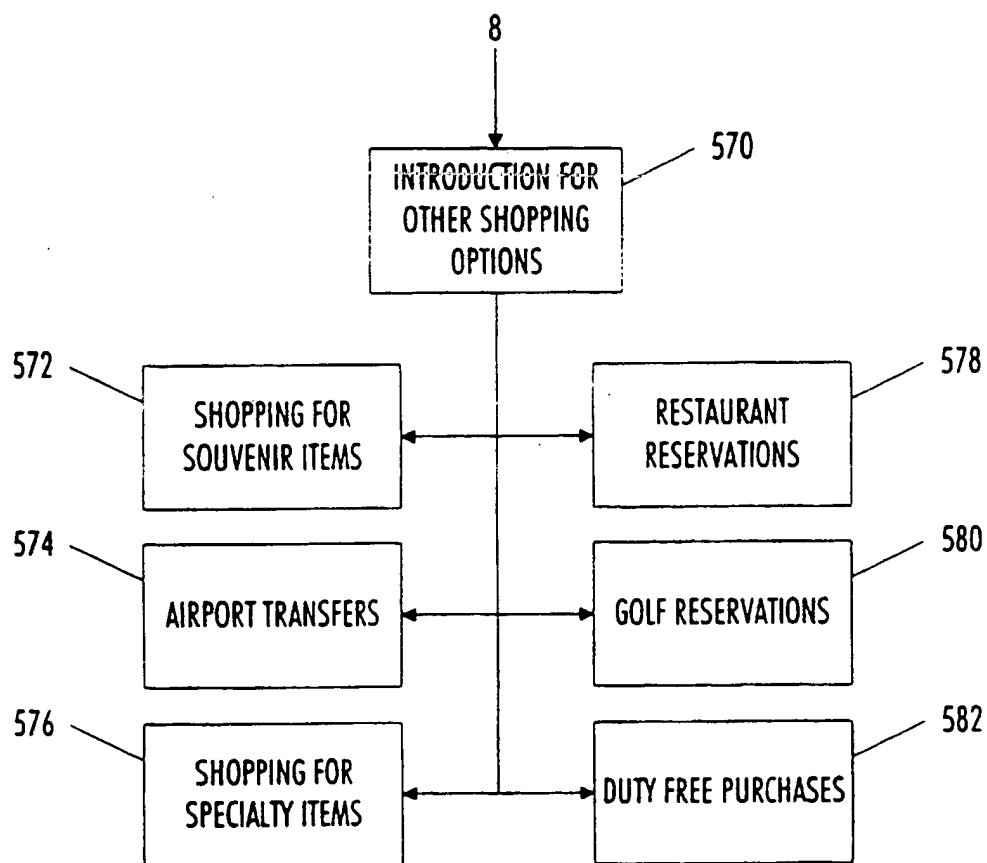 8
570
INTRODUCTION FOR
OTHER SHOPPING
OPTIONS
572
SHOPPING FOR
SOUVENIR ITEMS
578
RESTAURANT
RESERVATIONS
574
AIRPORT TRANSFERS
580
GOLF RESERVATIONS
576
SHOPPING FOR
SPECIALTY ITEMS
582
DUTY FREE PURCHASES